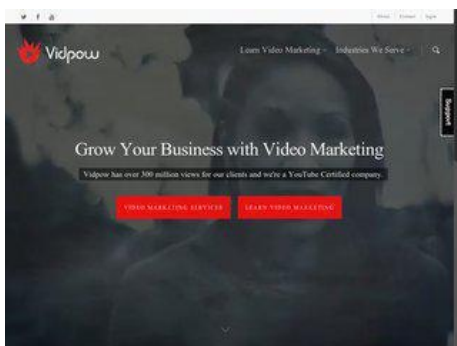 About Contact login
Vidpow
Learn Video Marketing Industries We Serve
Support
Grow Your Business with Video Marketing
Vidpow has over 300 million views for our clients and we're a YouTube Certified company.
VIDEO MARKETING SERVICES LEARN VIDEO MARKETING